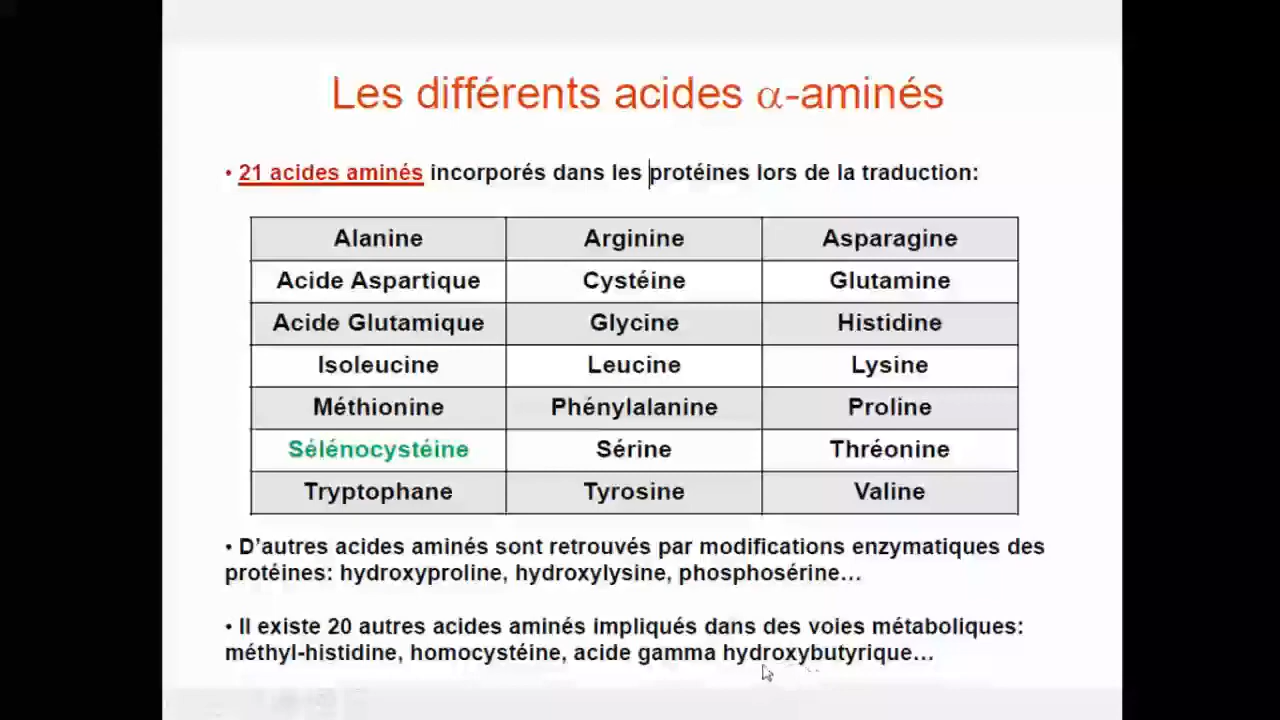 Les différents acides α-aminés
• 21 acides aminés incorporés dans les protéines lors de la traduction:
Alanine Arginine Asparagine
Acide Aspartique Cystéine Glutamine
Acide Glutamique Glycine Histidine
Isoleucine Leucine Lysine
Méthionine Phénylalanine Proline
Sélénocystéine Sérine Thréonine
Tryptophane Tyrosine Valine
• D’autres acides aminés sont retrouvés par modifications enzymatiques des
protéines: hydroxyproline, hydroxylysine, phosphosérine…
• Il existe 20 autres acides aminés impliqués dans des voies métaboliques:
méthyl-histidine, homocystéine, acide gamma hydroxybutyrique…